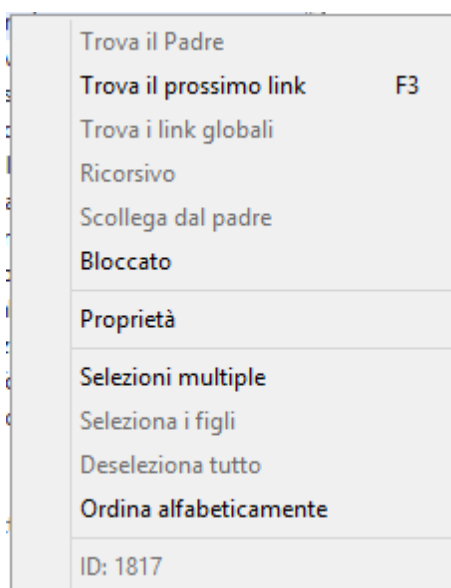 Trova il Padre
Trova il prossimo link F3
Trova i link globali
Ricorsivo
Scollega dal padre
Bloccato
Proprietà
Selezioni multiple
Seleziona i figli
Deseleziona tutto
Ordina alfabeticamente
ID: 1817